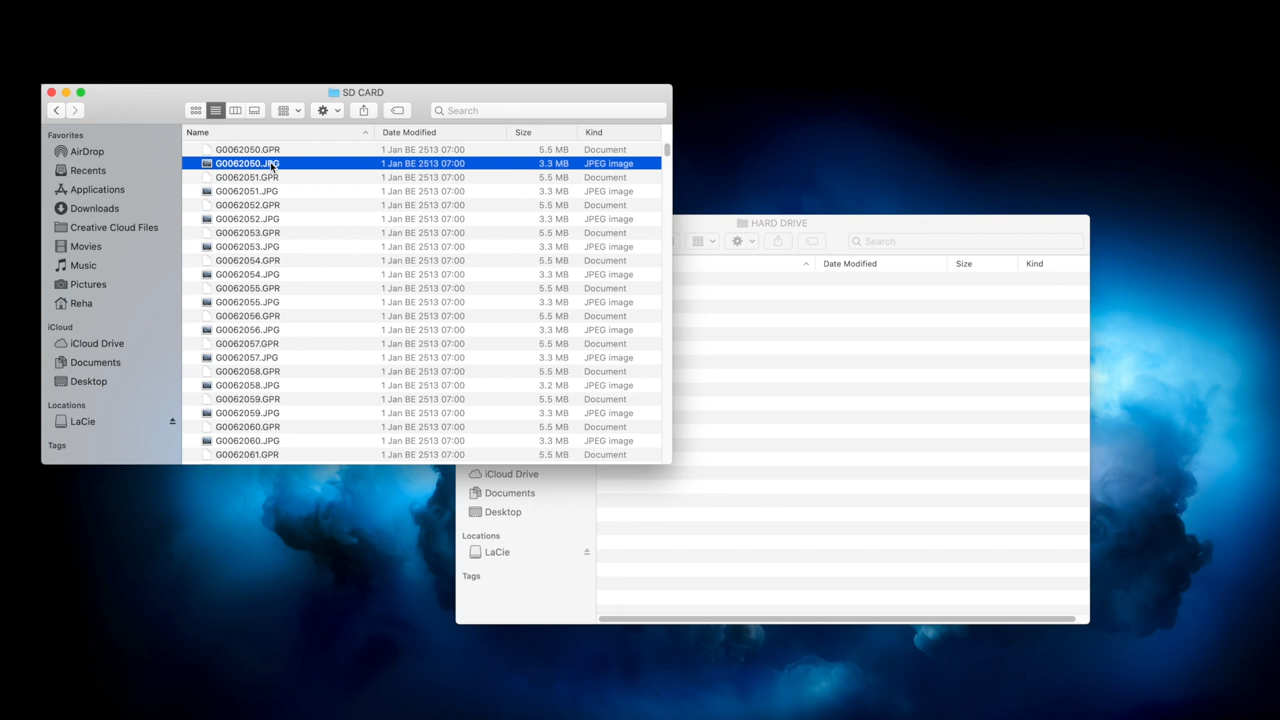 SD CARD
Search
Favorites
AirDrop
Recents
Applications
Downloads
Creative Cloud Files
Movies
Music
Pictures
Reha
iCloud
iCloud Drive
Documents
Desktop
Locations
LaCie
Tags
Name Date Modified Size Kind
G0062050.GPR 1 Jan BE 2513 07:00 5.5 MB Document
G0062050.JPG 1 Jan BE 2513 07:00 3.3 MB JPEG image
G0062051.GPR 1 Jan BE 2513 07:00 5.5 MB Document
G0062051.JPG 1 Jan BE 2513 07:00 3.3 MB JPEG image
G0062052.GPR 1 Jan BE 2513 07:00 5.5 MB Document
G0062052.JPG 1 Jan BE 2513 07:00 3.3 MB JPEG image
G0062053.GPR 1 Jan BE 2513 07:00 5.5 MB Document
G0062053.JPG 1 Jan BE 2513 07:00 3.3 MB JPEG image
G0062054.GPR 1 Jan BE 2513 07:00 5.5 MB Document
G0062054.JPG 1 Jan BE 2513 07:00 3.3 MB JPEG image
G0062055.GPR 1 Jan BE 2513 07:00 5.5 MB Document
G0062055.JPG 1 Jan BE 2513 07:00 3.3 MB JPEG image
G0062056.GPR 1 Jan BE 2513 07:00 5.5 MB Document
G0062056.JPG 1 Jan BE 2513 07:00 3.3 MB JPEG image
G0062057.GPR 1 Jan BE 2513 07:00 5.5 MB Document
G0062057.JPG 1 Jan BE 2513 07:00 3.3 MB JPEG image
G0062058.GPR 1 Jan BE 2513 07:00 5.5 MB Document
G0062058.JPG 1 Jan BE 2513 07:00 3.2 MB JPEG image
G0062059.GPR 1 Jan BE 2513 07:00 5.5 MB Document
G0062059.JPG 1 Jan BE 2513 07:00 3.3 MB JPEG image
G0062060.GPR 1 Jan BE 2513 07:00 5.5 MB Document
G0062060.JPG 1 Jan BE 2513 07:00 3.3 MB JPEG image
G0062061.GPR 1 Jan BE 2513 07:00 5.5 MB Document
HARD DRIVE
Search
Date Modified Size Kind
iCloud Drive
Documents
Desktop
Locations
LaCie
Tags